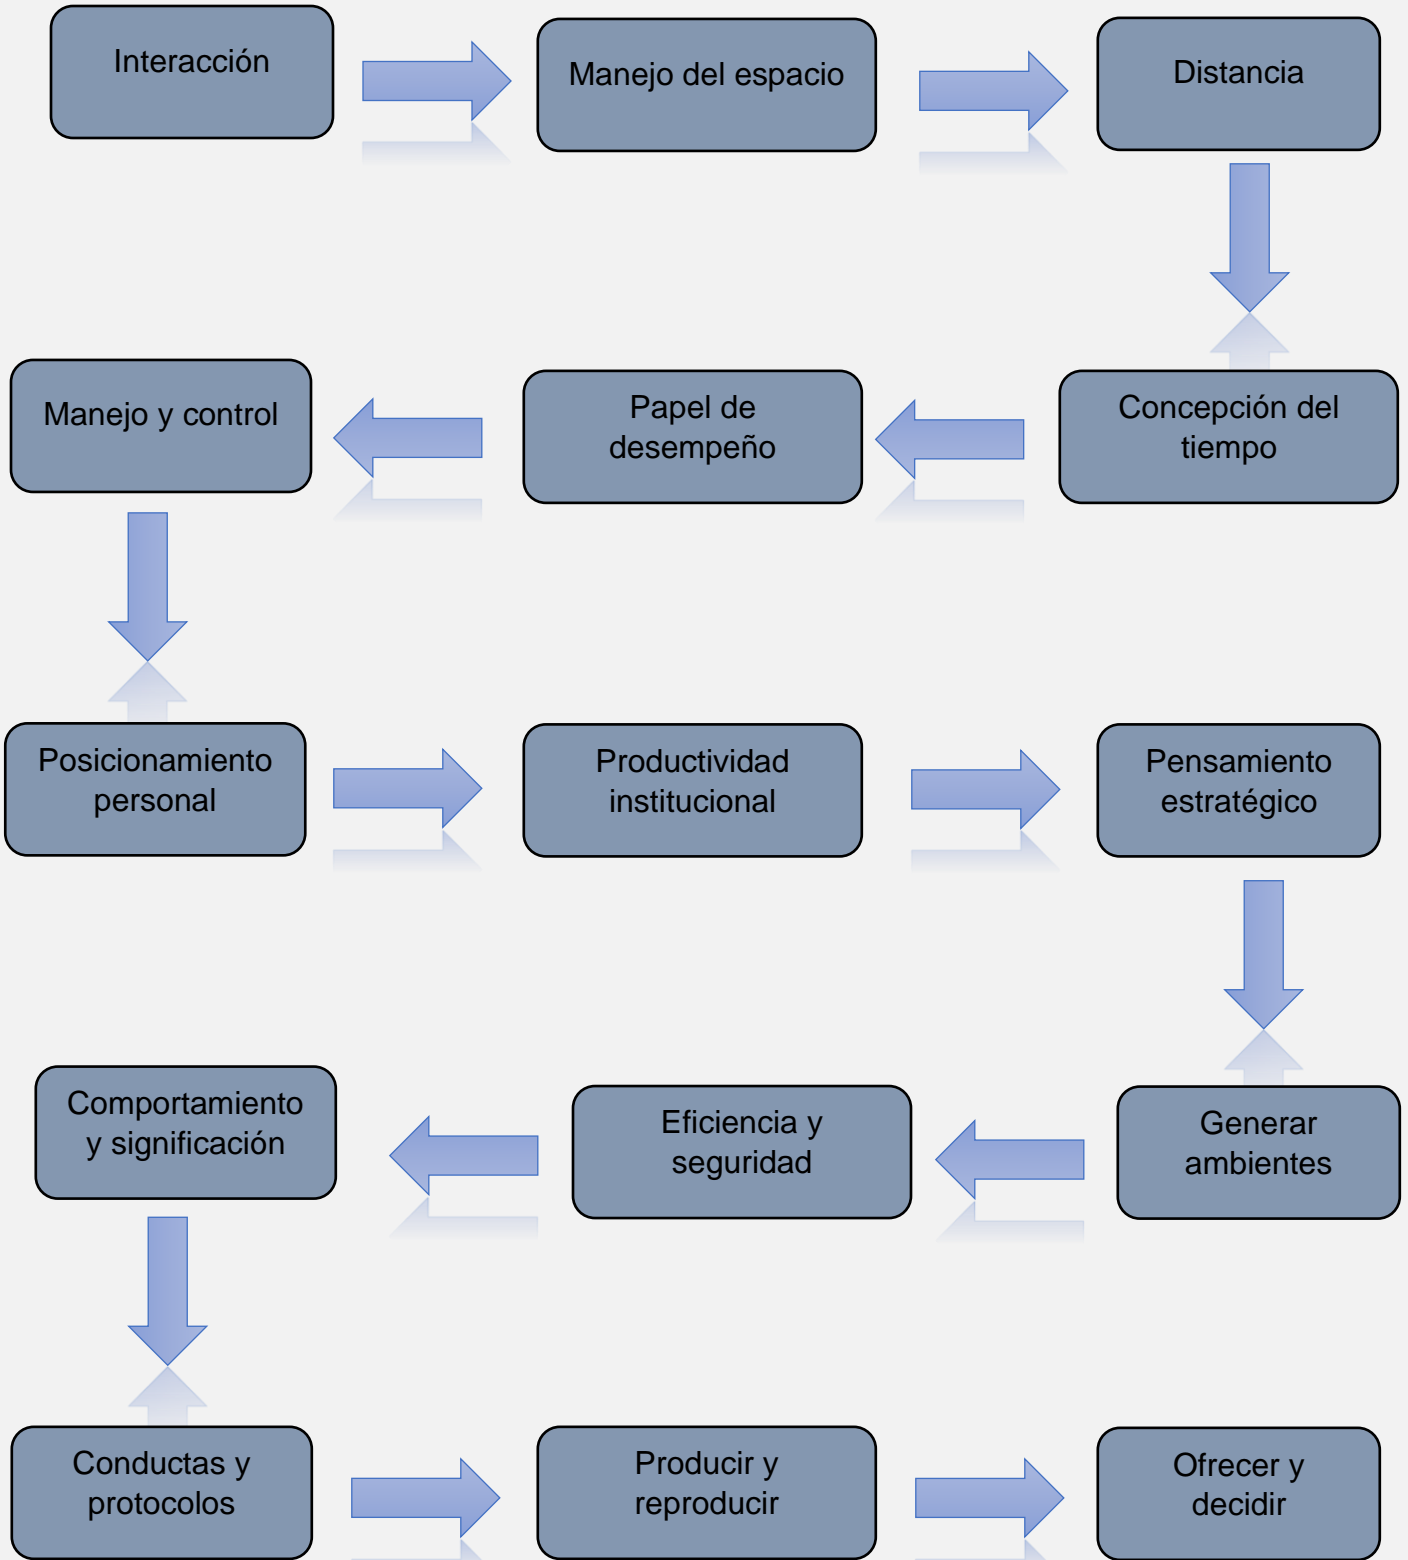 Interacción
Manejo del espacio
Distancia
Concepción del
tiempo
Papel de
desempeño
Manejo y control
Posicionamiento
personal
Productividad
institucional
Pensamiento
estratégico
Generar
ambientes
Eficiencia y
seguridad
Comportamiento
y significación
Conductas y
protocolos
Producir y
reproducir
Ofrecer y
decidir